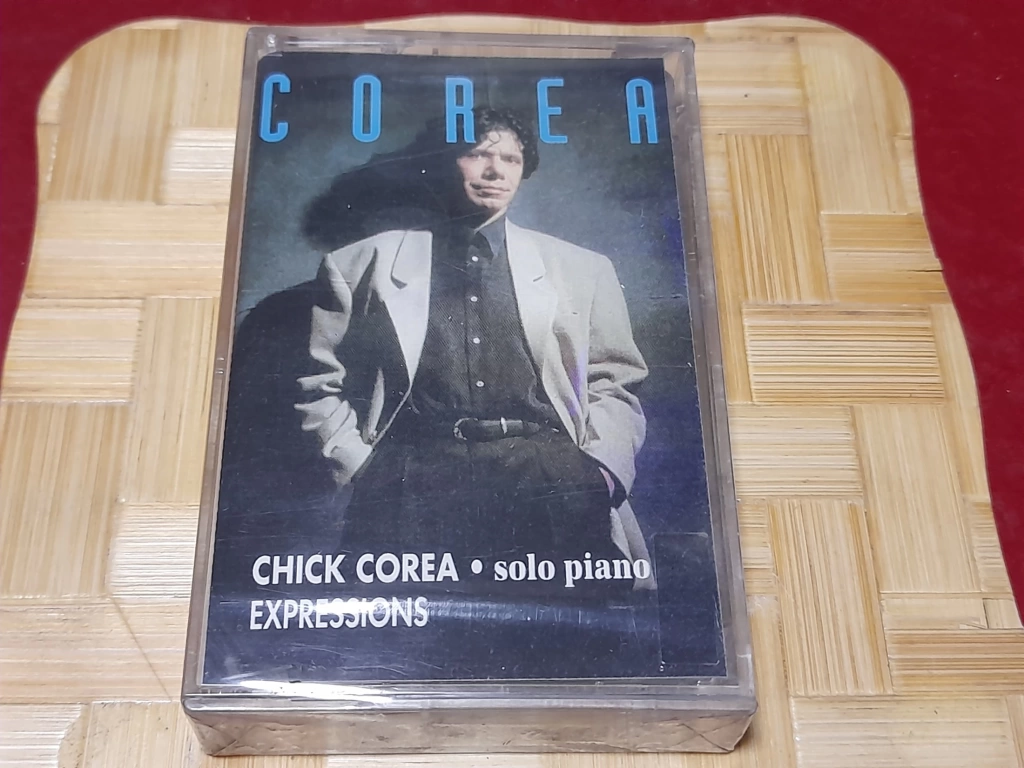 COREA
CHICK COREA • solo piano
EXPRESSIONS